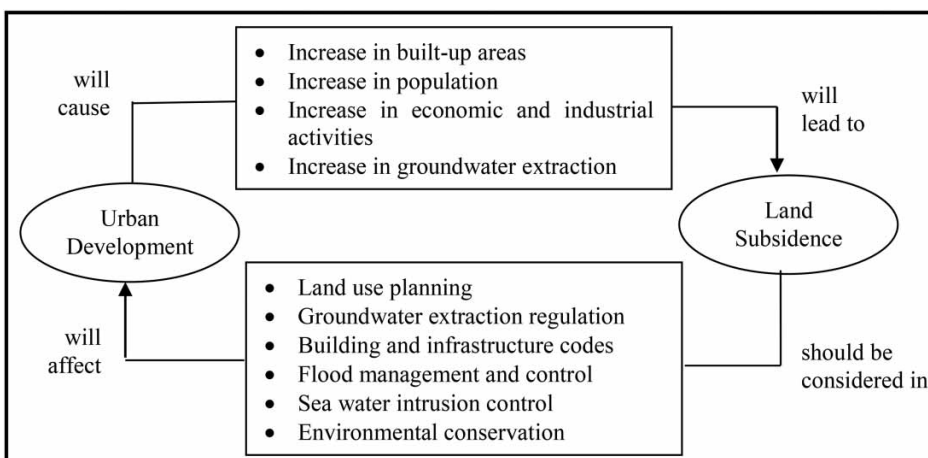 will
cause
• Increase in built-up areas
• Increase in population
• Increase in economic and industrial
activities
• Increase in groundwater extraction
will
lead to
Urban
Development
Land
Subsidence
will
affect
• Land use planning
• Groundwater extraction regulation
• Building and infrastructure codes
• Flood management and control
• Sea water intrusion control
• Environmental conservation
should be
considered in